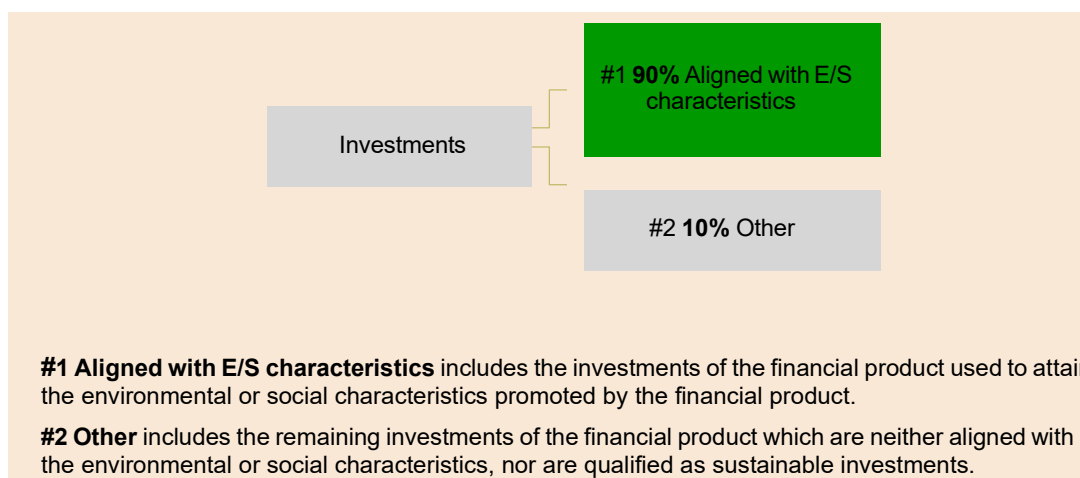 #1 90% Aligned with E/S
characteristics
Investments
#2 10% Other
#1 Aligned with E/S characteristics includes the investments of the financial product used to attai
the environmental or social characteristics promoted by the financial product.
#2 Other includes the remaining investments of the financial product which are neither aligned with
the environmental or social characteristics, nor are qualified as sustainable investments.